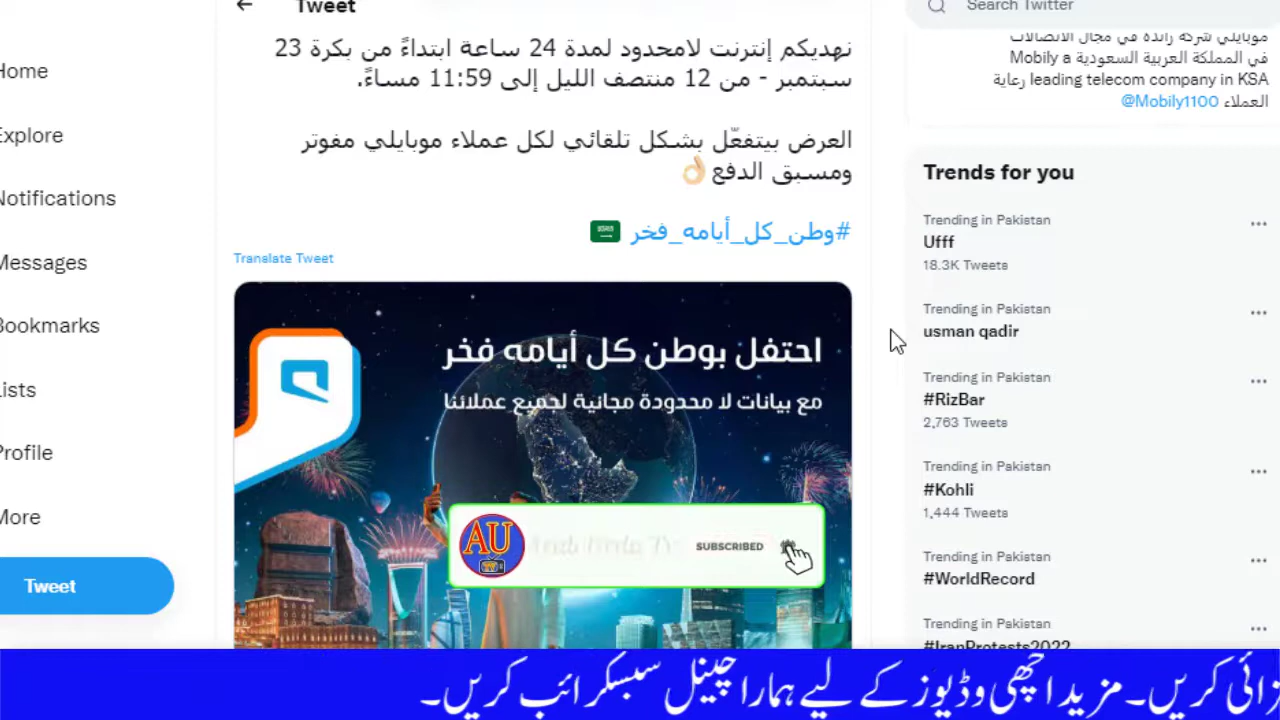 Tweet
Search Twitter
Home
Explore
Notifications
Messages
Bookmarks
Lists
Profile
More
Tweet
نهديكم إنترنت لامحدود لمدة 24 ساعة ابتداءً من بكرة 23
سبتمبر - من 12 منتصف الليل إلى 11:59 مساءً.
العرض بيتفعّل بشكل تلقائي لكل عملاء موبايلي مفوتر
ومسبق الدفع👌🏻
#وطن_كل_أيامه_فخر 🇸🇦
Translate Tweet
احتفل بوطن كل أيامه فخر
مع بيانات لا محدودة مجانية لجميع عملائنا
AU
SUBSCRIBED
موبايلي شركة رائدة في مجال الاتصالات
في المملكة العربية السعودية Mobily a
leading telecom company in KSA رعاية
العملاء @Mobily1100
Trends for you
Trending in Pakistan
Ufff
18.3K Tweets
Trending in Pakistan
usman qadir
Trending in Pakistan
#RizBar
2,763 Tweets
Trending in Pakistan
#Kohli
1,444 Tweets
Trending in Pakistan
#WorldRecord
Trending in Pakistan
#IranProtests2022
کریں۔ مزید اچھی وڈیوز کے لیے ہمارا چینل سبسکرائب کریں۔